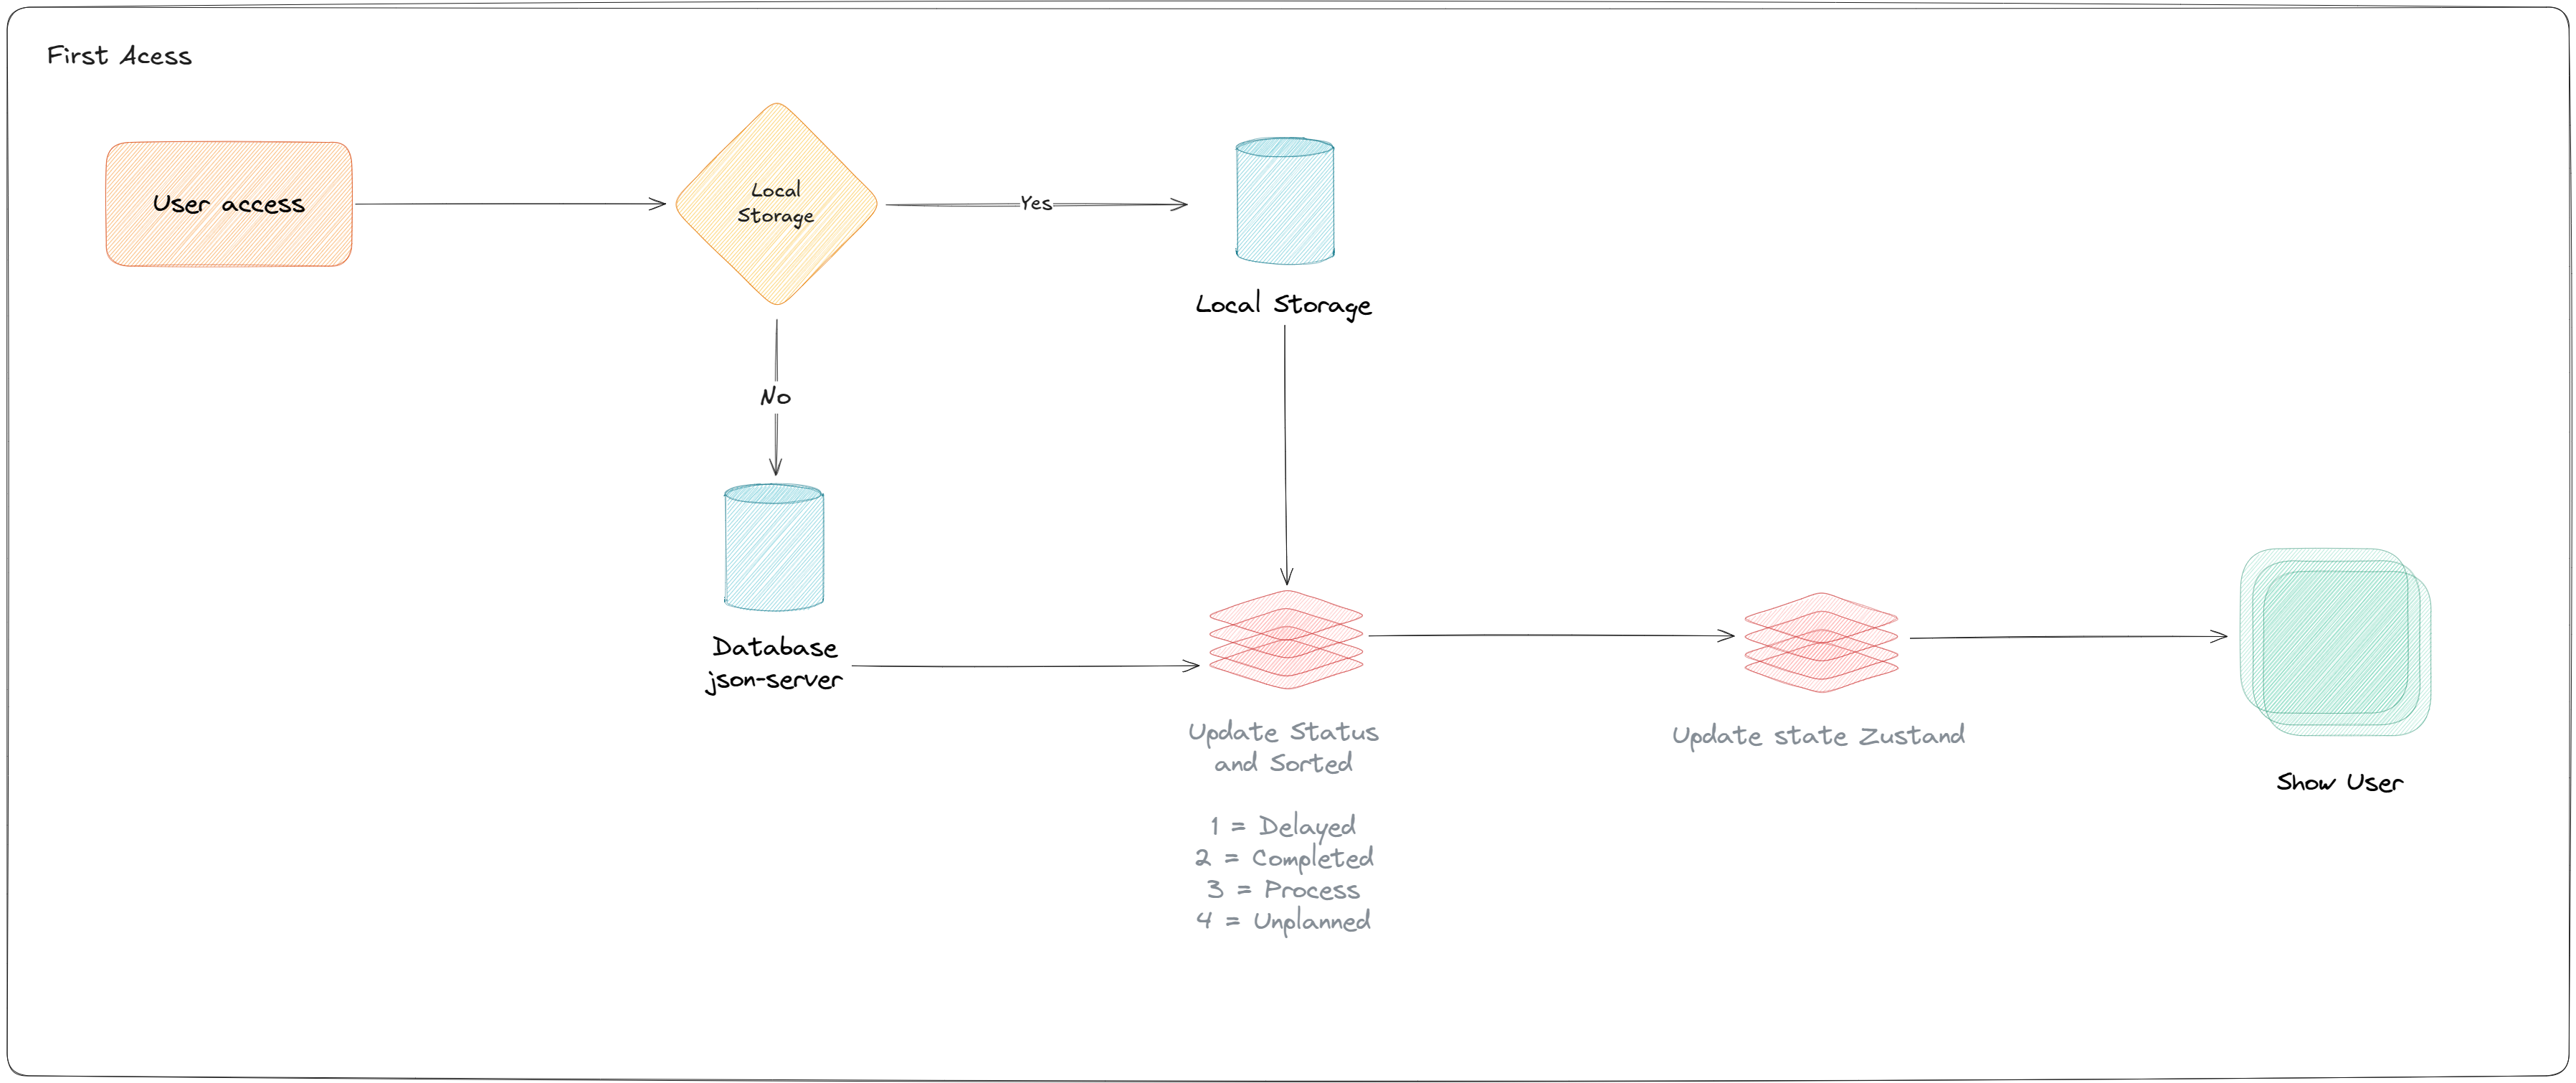 First Acess
User access
Local
Storage
Yes
Local Storage
No
Database
json-server
Update Status
and Sorted
1 = Delayed
2 = Completed
3 = Process
4 = Unplanned
Update state Zustand
Show User